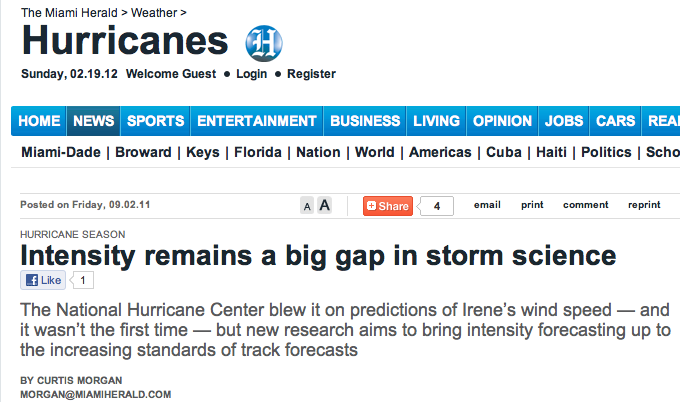 The Miami Herald > Weather >
Hurricanes H
Sunday, 02.19.12 Welcome Guest • Login • Register
HOME NEWS SPORTS ENTERTAINMENT BUSINESS LIVING OPINION JOBS CARS REA
Miami-Dade | Broward | Keys | Florida | Nation | World | Americas | Cuba | Haiti | Politics | Scho
Posted on Friday, 09.02.11 A A Share 4 email print comment reprint
HURRICANE SEASON
Intensity remains a big gap in storm science
f Like 1
The National Hurricane Center blew it on predictions of Irene’s wind speed — and
it wasn’t the first time — but new research aims to bring intensity forecasting up to
the increasing standards of track forecasts
BY CURTIS MORGAN
MORGAN@MIAMIHERALD.COM